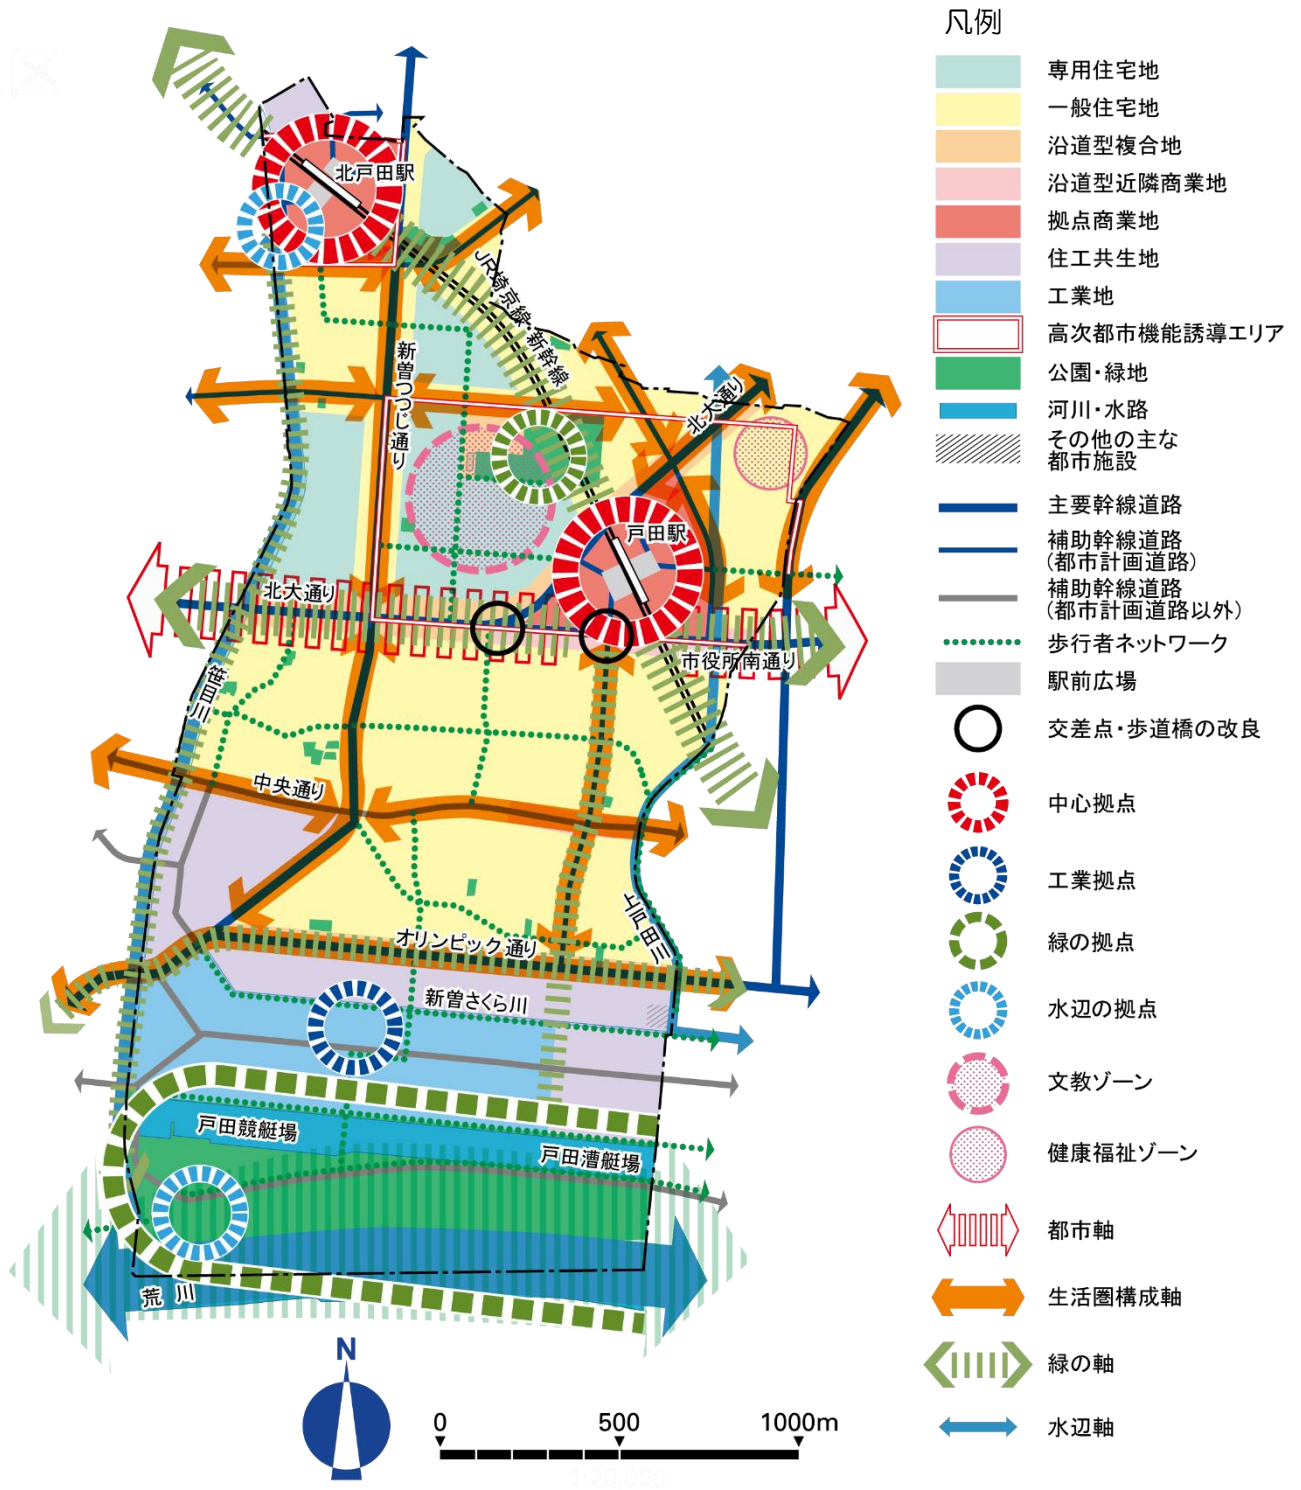 凡例
専用住宅地
一般住宅地
沿道型複合地
沿道型近隣商業地
拠点商業地
住工共生地
工業地
高次都市機能誘導エリア
公園・緑地
河川・水路
その他の主な
都市施設
主要幹線道路
補助幹線道路
(都市計画道路)
補助幹線道路
(都市計画道路以外)
歩行者ネットワーク
駅前広場
交差点・歩道橋の改良
中心拠点
工業拠点
緑の拠点
水辺の拠点
文教ゾーン
健康福祉ゾーン
都市軸
生活圏構成軸
緑の軸
水辺軸
北戸田駅
JR埼京線・新幹線
新曽つつじ通り
北大通り
戸田駅
北大通り
市役所南通り
笹目川
中央通り
上戸田川
オリンピック通り
新曽さくら川
戸田競艇場
戸田漕艇場
荒川
N
0 500 1000m
1:20,000